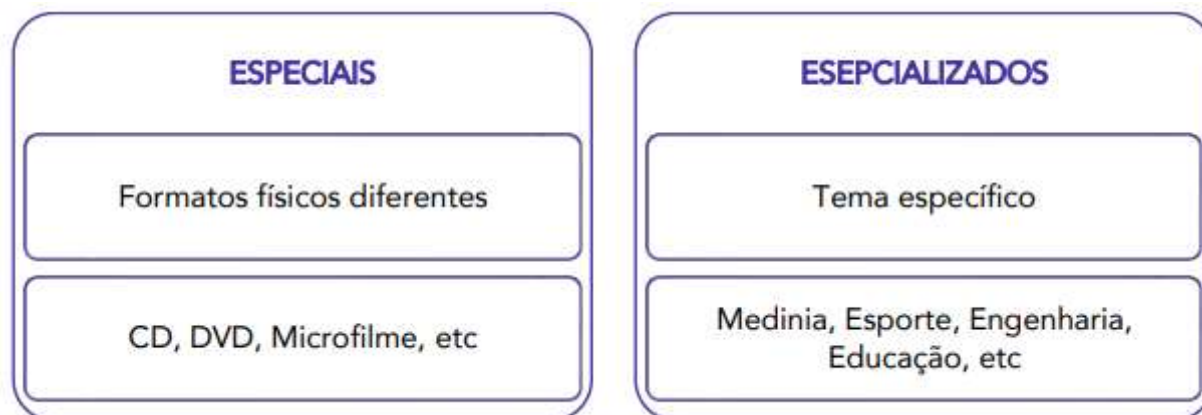 ESPECIAIS
Formatos físicos diferentes
CD, DVD, Microfilme, etc
ESEPCIALIZADOS
Tema específico
Medinia, Esporte, Engenharia,
Educação, etc